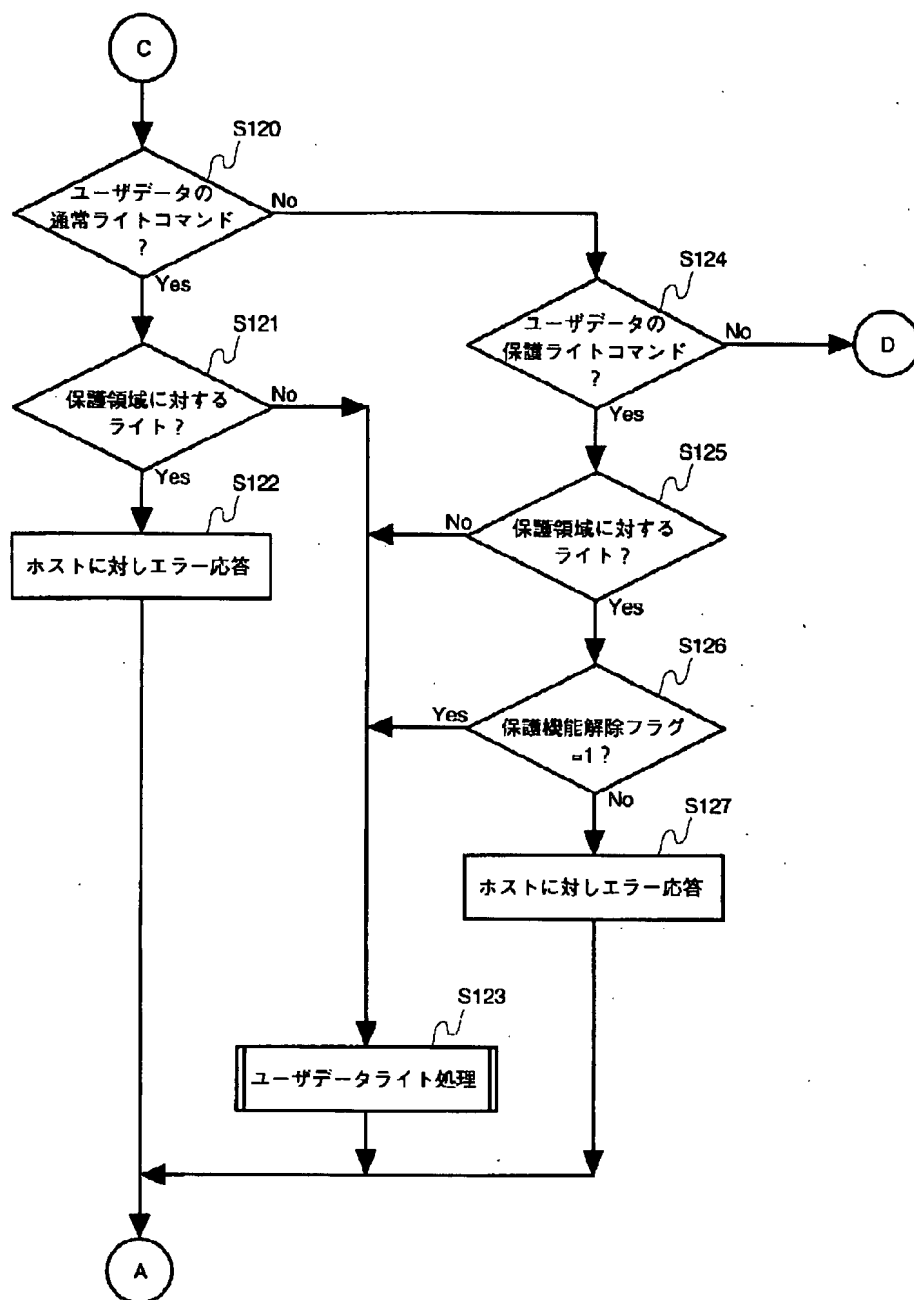 C
S120
ユーザデータの
通常ライトコマンド
?
No
Yes
S124
ユーザデータの
保護ライトコマンド
?
No
D
Yes
S121
保護領域に対する
ライト?
No
Yes
S122
ホストに対しエラー応答
S125
保護領域に対する
ライト?
No
Yes
S126
保護機能解除フラグ
=1?
Yes
No
S127
ホストに対しエラー応答
S123
ユーザデータライト処理
A